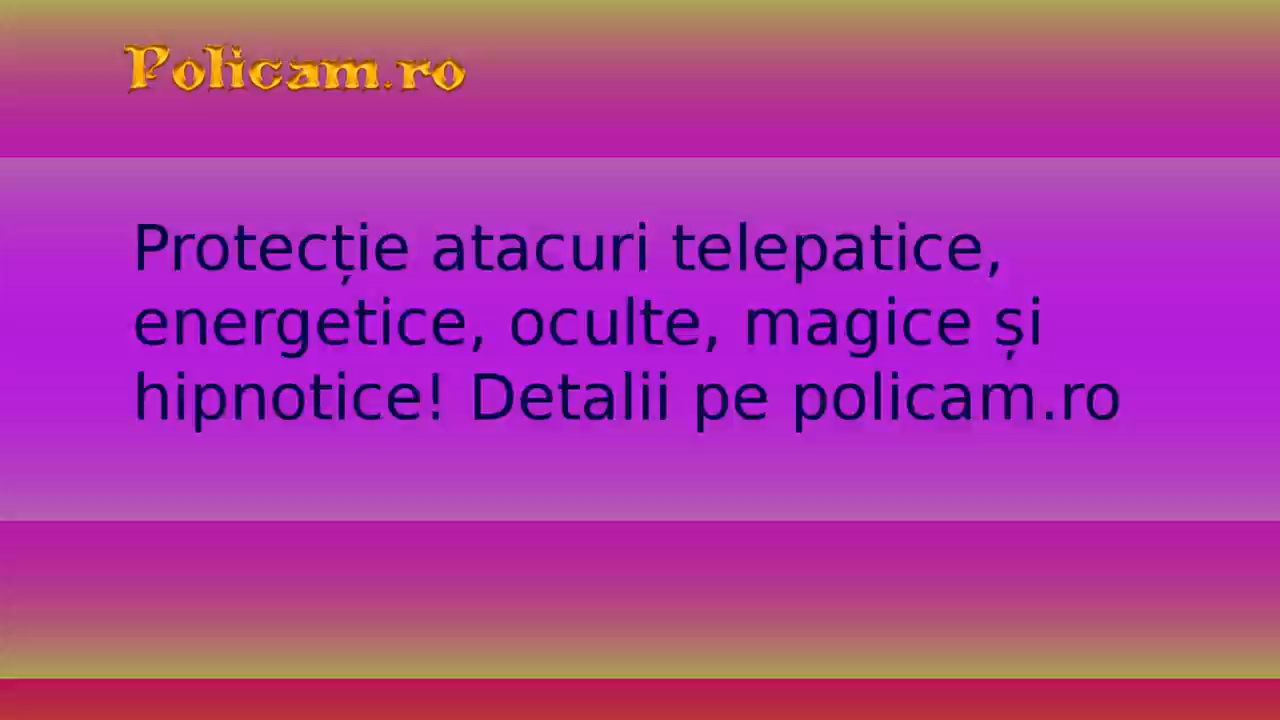 Policam.ro
Protecție atacuri telepatice,
energetice, oculte, magice și
hipnotice! Detalii pe policam.ro